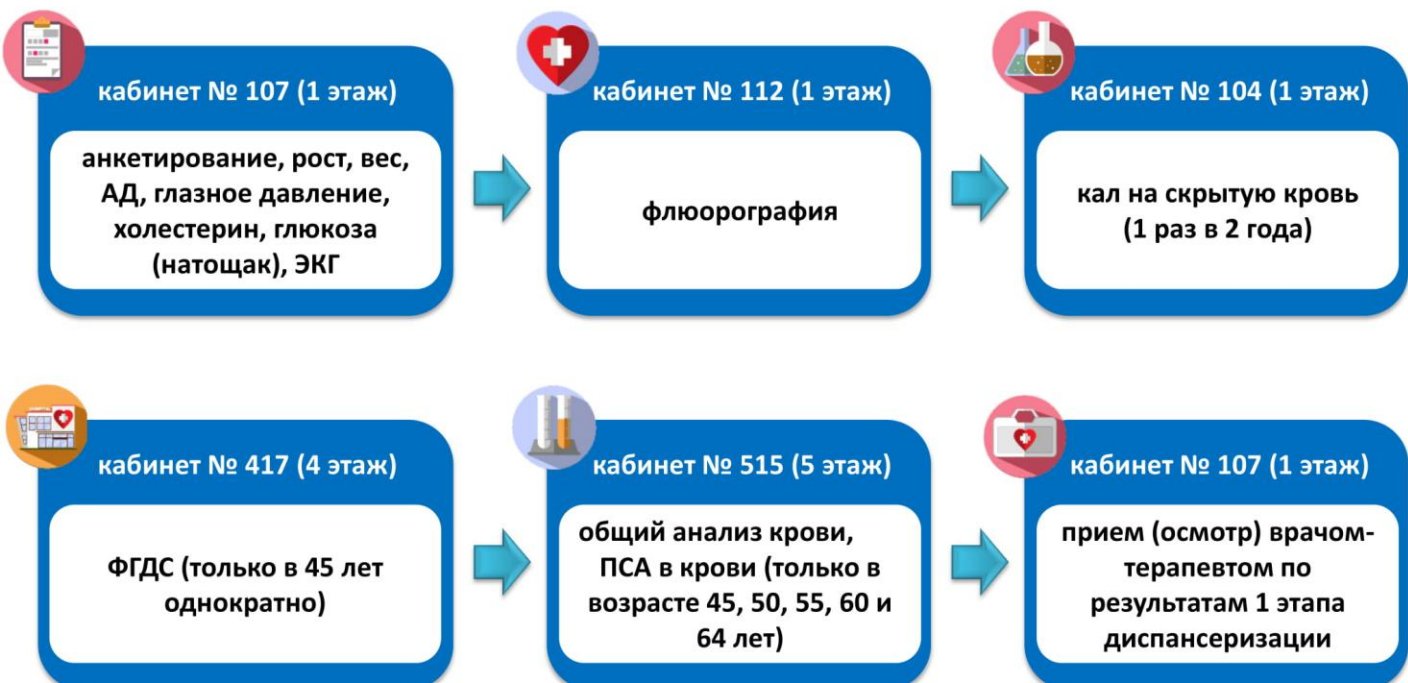 кабинет № 107 (1 этаж)
анкетирование, рост, вес,
АД, глазное давление,
холестерин, глюкоза
(натощак), ЭКГ
кабинет № 112 (1 этаж)
флюорография
кабинет № 104 (1 этаж)
кал на скрытую кровь
(1 раз в 2 года)
кабинет № 417 (4 этаж)
ФГДС (только в 45 лет
однократно)
кабинет № 515 (5 этаж)
общий анализ крови,
ПСА в крови (только в
возрасте 45, 50, 55, 60 и
64 лет)
кабинет № 107 (1 этаж)
прием (осмотр) врачом-
терапевтом по
результатам 1 этапа
диспансеризации